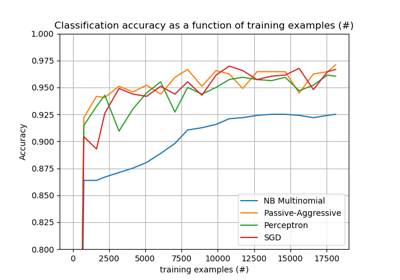 Classification accuracy as a function of training examples (#)
1.000
0.975
0.950
0.925
0.900
0.875
0.850
0.825
0.800
Accuracy
0
2500
5000
7500
10000
12500
15000
17500
training examples (#)
NB Multinomial
Passive-Aggressive
Perceptron
SGD